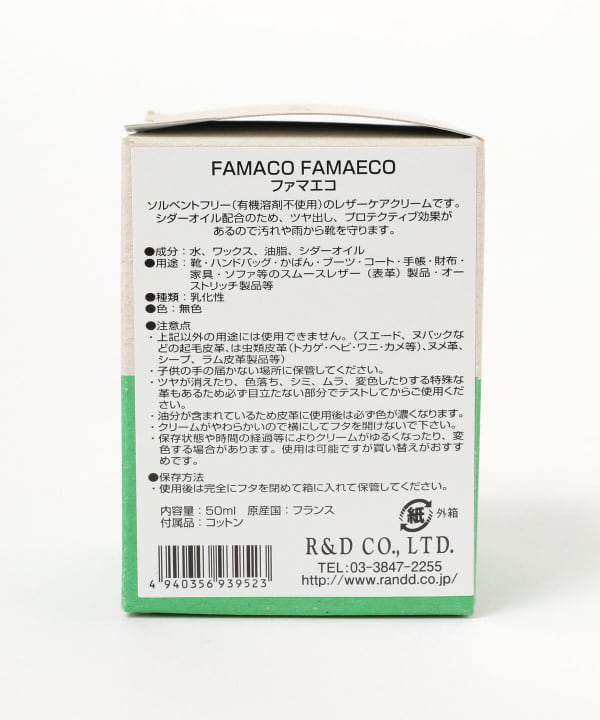 FAMACO FAMAECO
ファマエコ
ソルベントフリー(有機溶剤不使用)のレザーケアクリームです。
シダーオイル配合のため、ツヤ出し、プロテクティブ効果が
あるので汚れや雨から靴を守ります。
●成分：水、ワックス、油脂、シダーオイル
●用途：靴・ハンドバッグ・かばん・ブーツ・コート・手帳・財布・
家具・ソファ等のスムースレザー（表革）製品・オー
ストリッチ製品等
●種類：乳化性
●色：無色
●注意点
・上記以外の用途には使用できません。(スエード、ヌバックな
どの起毛皮革、は虫類皮革(トカゲ・ヘビ・ワニ・カメ等)、ヌメ革、
シープ、ラム皮革製品等)
・子供の手の届かない場所に保管してください。
・ツヤが消えたり、色落ち、シミ、ムラ、変色したりする特殊な
革もあるため必ず目立たない部分でテストしてからご使用くだ
さい。
・油分が含まれているため皮革に使用後は必ず色が濃くなります。
・クリームがやわらかいので横にしてフタを開けないで下さい。
・保存状態や時間の経過等によりクリームがゆるくなったり、変
色する場合があります。使用は可能ですが買い替えがおすす
めです。
●保存方法
・使用後は完全にフタを閉めて箱に入れて保管してください。
内容量：50ml 原産国：フランス
付属品：コットン
紙 外箱
R&D CO., LTD.
TEL:03-3847-2255
http://www.randd.co.jp/
4 940356 939523